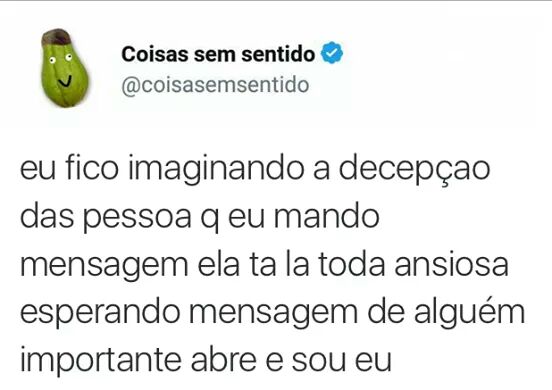 Coisas sem sentido
@coisasemsentido
eu fico imaginando a decepçao
das pessoa q eu mando
mensagem ela ta la toda ansiosa
esperando mensagem de alguém
importante abre e sou eu